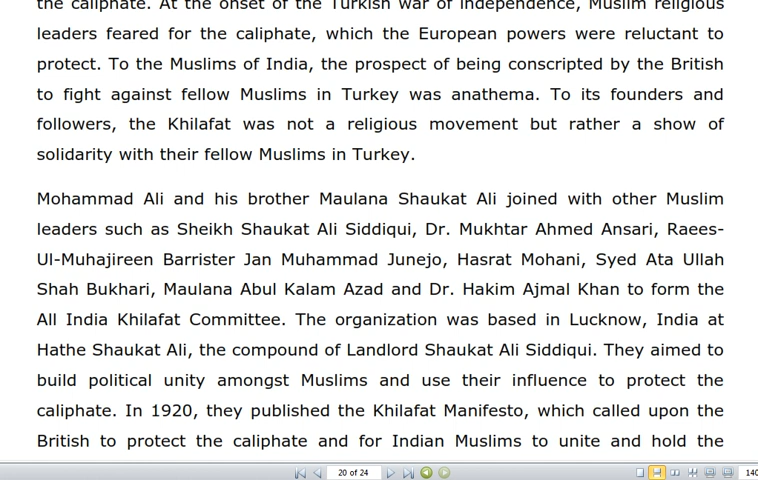 the caliphate. At the onset of the Turkish war of independence, Muslim religious
leaders feared for the caliphate, which the European powers were reluctant to
protect. To the Muslims of India, the prospect of being conscripted by the British
to fight against fellow Muslims in Turkey was anathema. To its founders and
followers, the Khilafat was not a religious movement but rather a show of
solidarity with their fellow Muslims in Turkey.
Mohammad Ali and his brother Maulana Shaukat Ali joined with other Muslim
leaders such as Sheikh Shaukat Ali Siddiqui, Dr. Mukhtar Ahmed Ansari, Raees-
Ul-Muhajireen Barrister Jan Muhammad Junejo, Hasrat Mohani, Syed Ata Ullah
Shah Bukhari, Maulana Abul Kalam Azad and Dr. Hakim Ajmal Khan to form the
All India Khilafat Committee. The organization was based in Lucknow, India at
Hathe Shaukat Ali, the compound of Landlord Shaukat Ali Siddiqui. They aimed to
build political unity amongst Muslims and use their influence to protect the
caliphate. In 1920, they published the Khilafat Manifesto, which called upon the
British to protect the caliphate and for Indian Muslims to unite and hold the
20 of 24 140